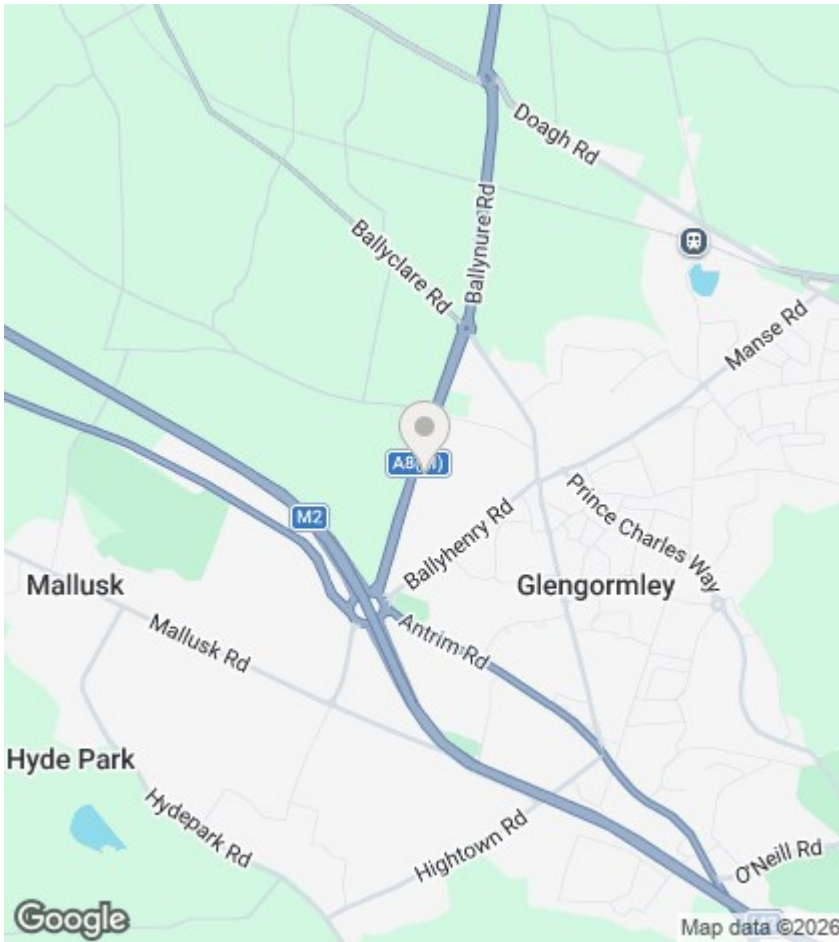 Doagh Rd
Ballynure Rd
Ballyclare Rd
Manse Rd
M2
Prince Charles Way
Ballyhenry Rd
Mallusk
Glengormley
Mallusk Rd
Antrim Rd
Hyde Park
Hydepark Rd
Hightown Rd
O'Neill Rd
Google
Map data ©2026